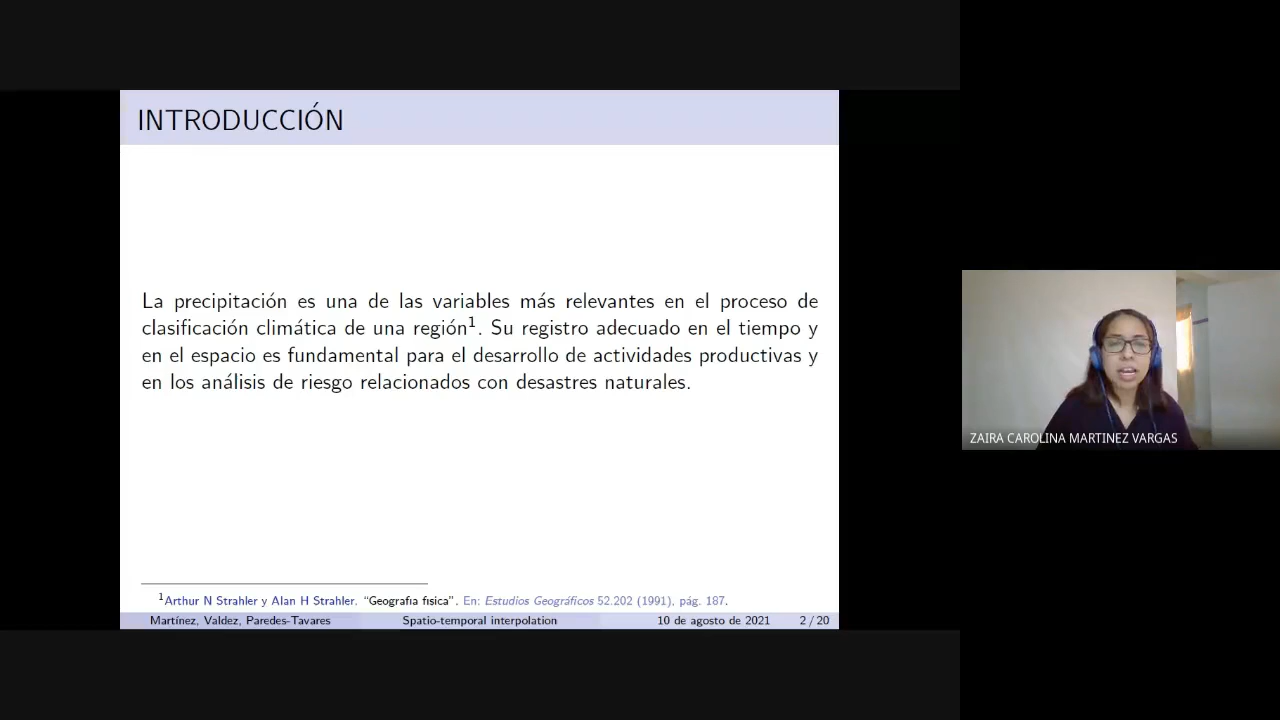 INTRODUCCIÓN
La precipitación es una de las variables más relevantes en el proceso de
clasificación climática de una región¹. Su registro adecuado en el tiempo y
en el espacio es fundamental para el desarrollo de actividades productivas y
en los análisis de riesgo relacionados con desastres naturales.
¹Arthur N Strahler y Alan H Strahler. “Geografia fisica”. En: Estudios Geográficos 52.202 (1991), pág. 187.
Martínez, Valdez, Paredes-Tavares Spatio-temporal interpolation 10 de agosto de 2021 2 / 20
ZAIRA CAROLINA MARTINEZ VARGAS